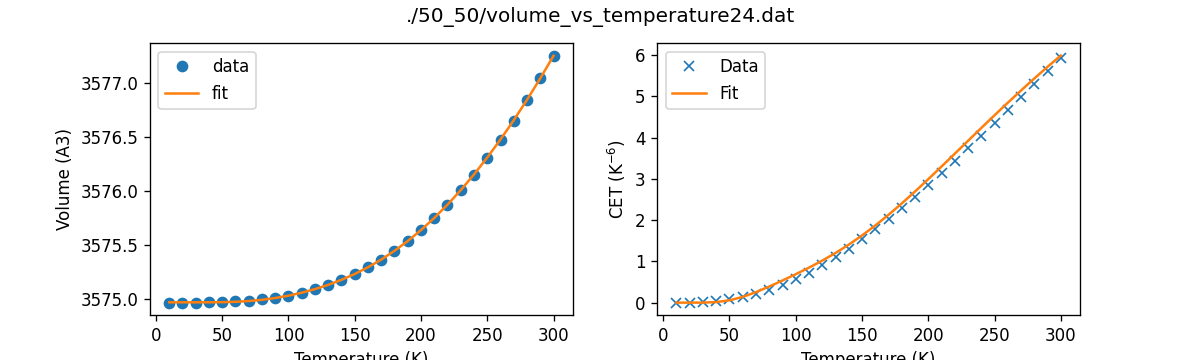 ./50_50/volume_vs_temperature24.dat
data
fit
Volume (A3)
3577.0
3576.5
3576.0
3575.5
3575.0
0 50 100 150 200 250 300
Temperature (K)
Data
Fit
CET (K⁻⁶)
6
5
4
3
2
1
0
0 50 100 150 200 250 300
Temperature (K)